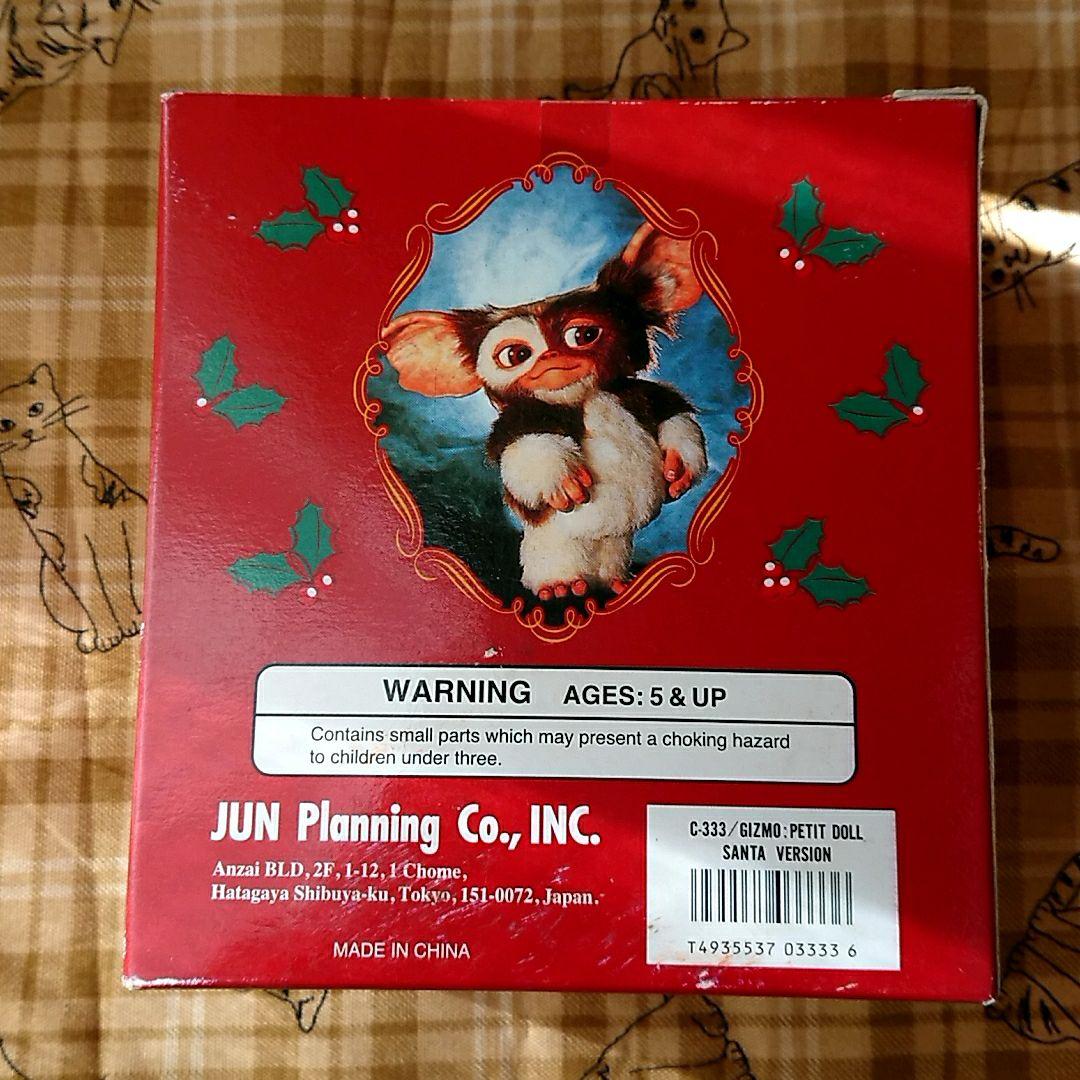 WARNING AGES: 5 & UP
Contains small parts which may present a choking hazard
to children under three.
JUN Planning Co., INC.
Anzai BLD, 2F, 1-12, 1 Chome,
Hatagaya Shibuya-ku, Tokyo, 151-0072, Japan.
MADE IN CHINA
C-333/GIZMO:PETIT DOLL
SANTA VERSION
T4935537 03333 6